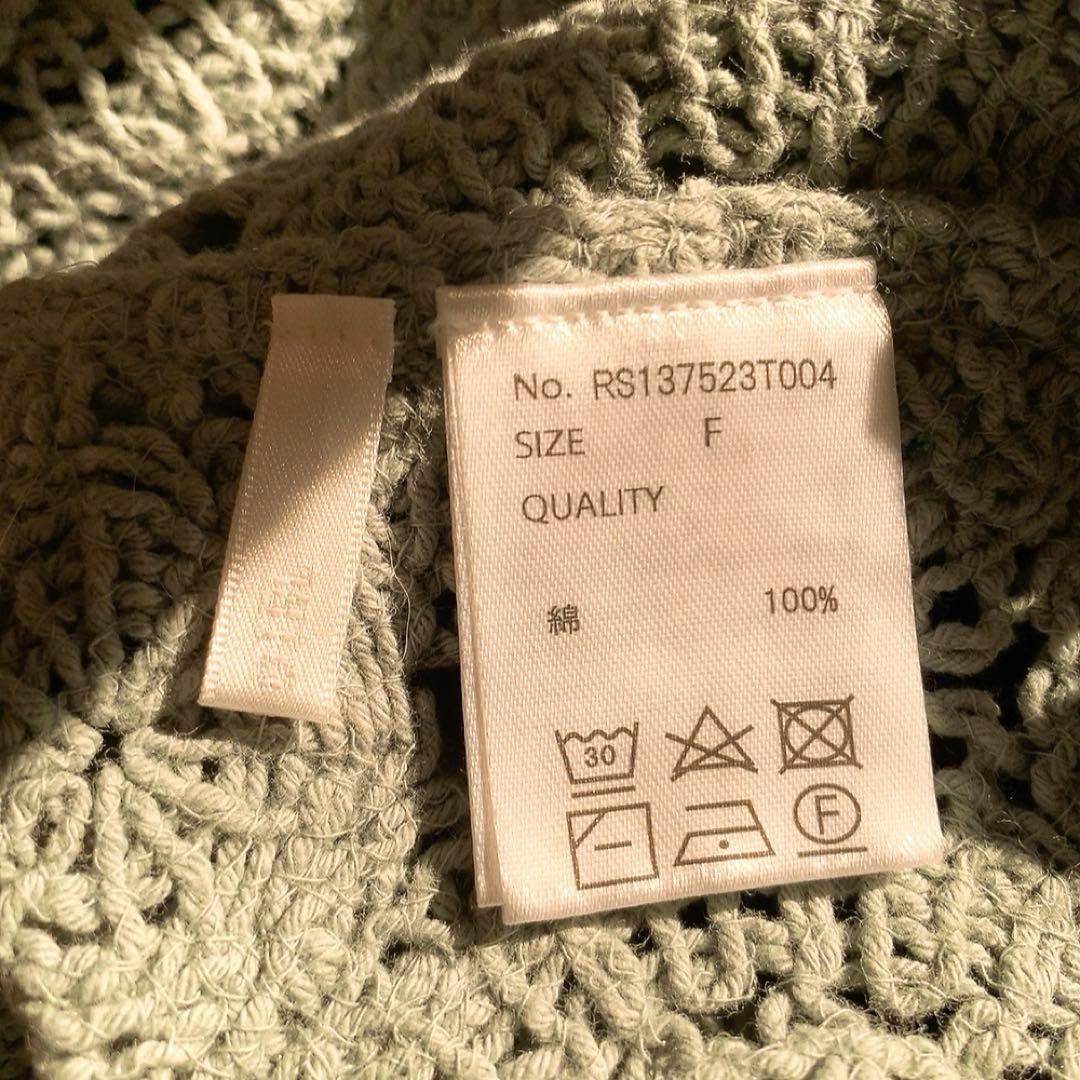 No. RS137523T004
SIZE F
QUALITY
綿 100%
30
F